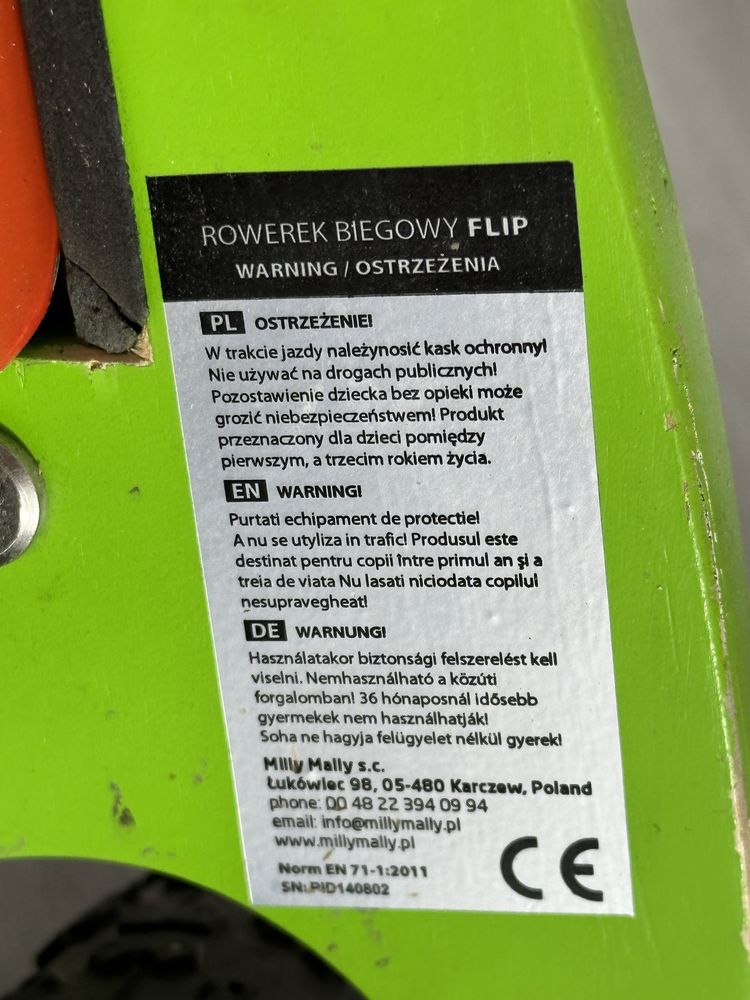 ROWEREK BIEGOWY FLIP
WARNING / OSTRZEŻENIA
PL OSTRZEŻENIE!
W trakcie jazdy należynosić kask ochronny!
Nie używać na drogach publicznych!
Pozostawienie dziecka bez opieki może
grozić niebezpieczeństwem! Produkt
przeznaczony dla dzieci pomiędzy
pierwszym, a trzecim rokiem życia.
EN WARNING!
Purtati echipament de protectie!
A nu se utyliza in trafic! Produsul este
destinat pentru copii între primul an şi a
treia de viata Nu lasati niciodata copilul
nesupravegheat!
DE WARNUNG!
Használatakor biztonsági felszerelést kell
viselni. Nemhasználható a közúti
forgalomban! 36 hónaposnál idősebb
gyermekek nem használhatják!
Soha ne hagyja felügyelet nélkül gyerek!
Milly Mally s.c.
Łukówiec 98, 05-480 Karczew, Poland
phone: 00 48 22 394 09 94
email: info@millymally.pl
www.millymally.pl
Norm EN 71-1:2011
SN: PID140802
CE